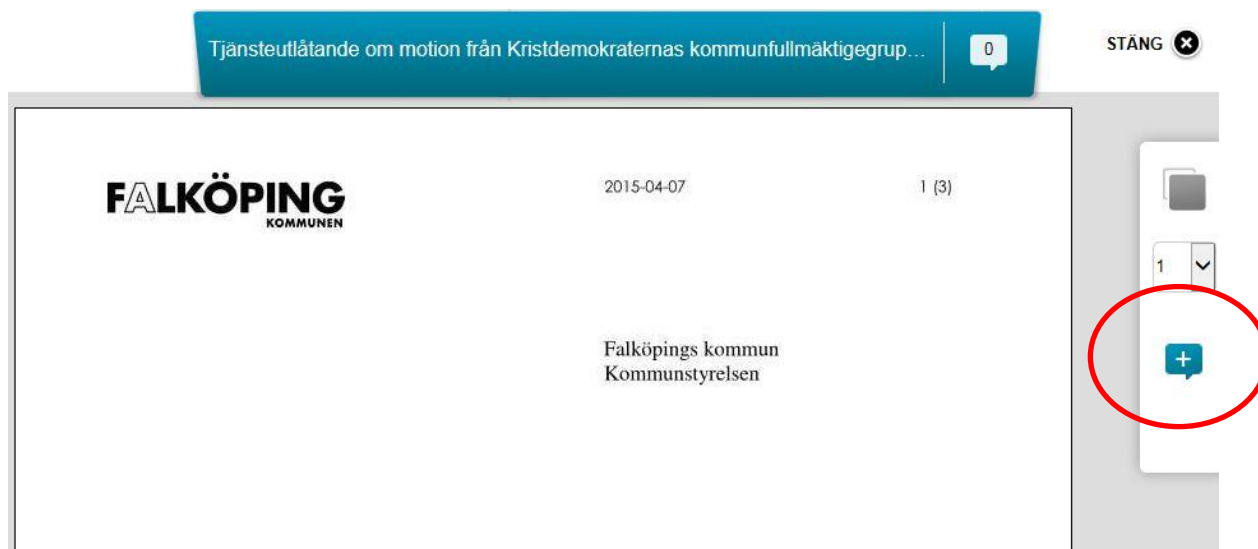 Tjänsteutlåtande om motion från Kristdemokraternas kommunfullmäktigegrup...
0
STÄNG
FALKÖPING
KOMMUNEN
2015-04-07
1 (3)
1
Falköpings kommun
Kommunstyrelsen